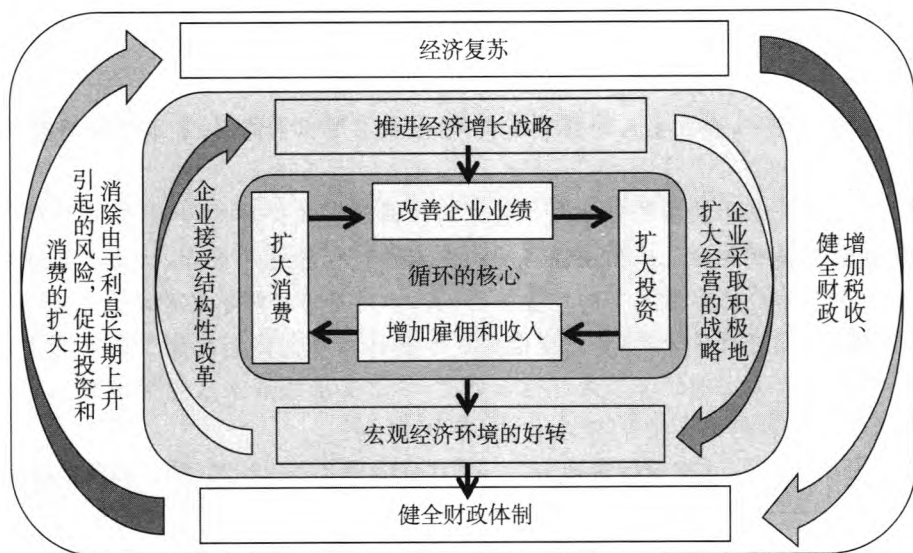 经济复苏
推进经济增长战略
改善企业业绩
扩大消费
循环的核心
扩大投资
增加雇佣和收入
宏观经济环境的好转
健全财政体制
消除由于利息长期上升
引起的风险，促进投资和
消费的扩大
企业接受结构性改革
企业采取积极地
扩大经营的战略
增加税收、
健全财政